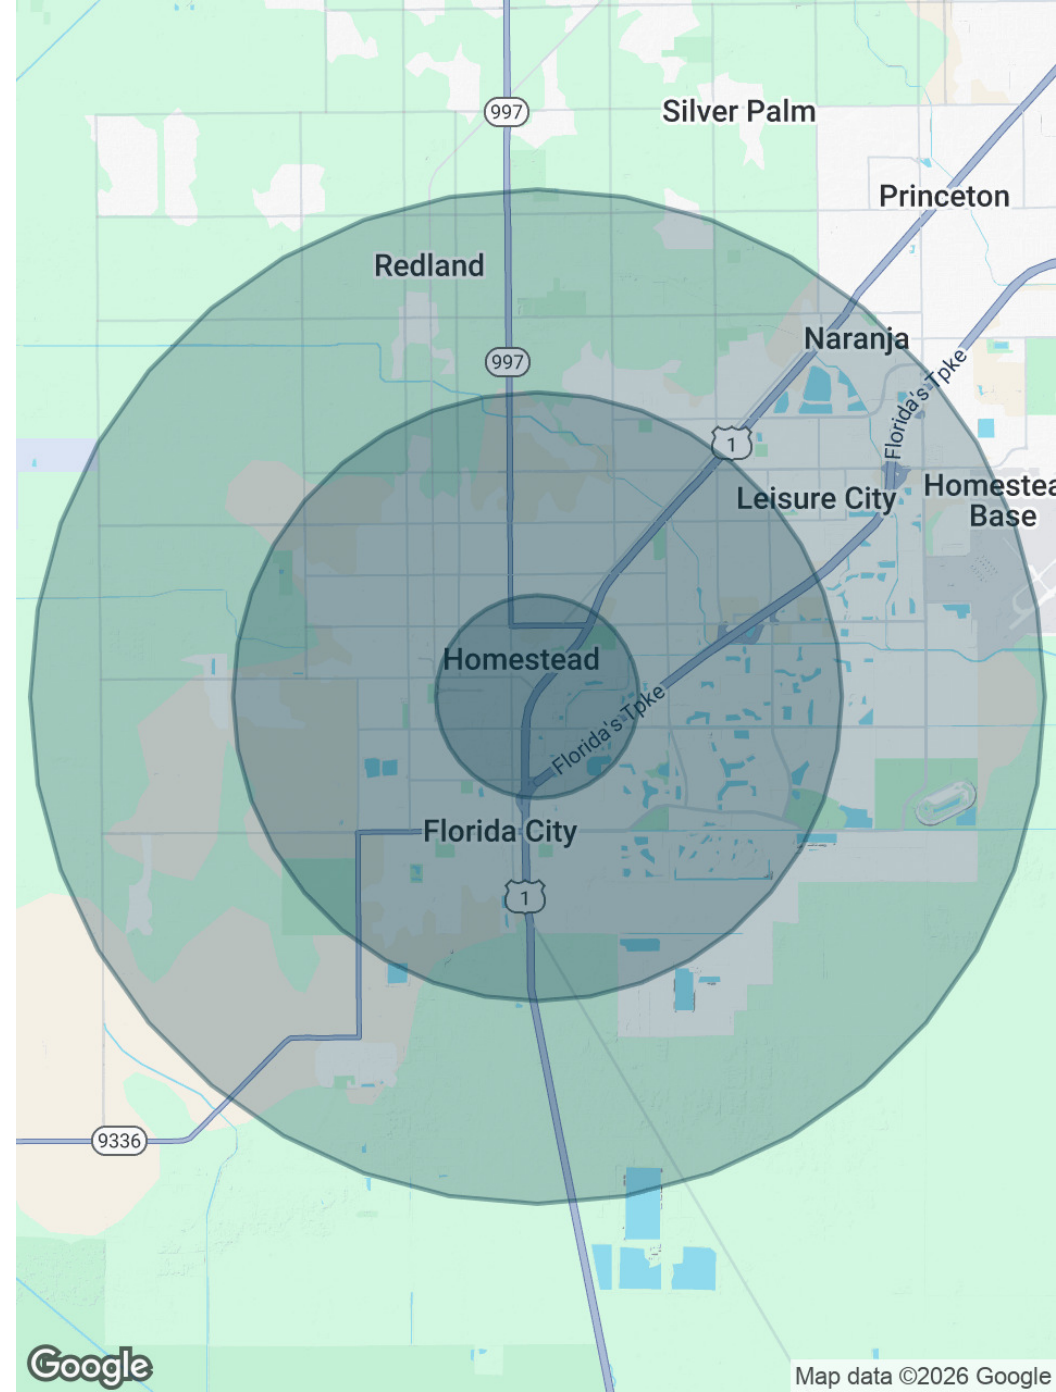 997
Silver Palm
Princeton
Redland
Naranja
997
Florida's Tpke
1
Leisure City
Homestea
Base
Homestead
Florida's Tpke
Florida City
1
9336
Google
Map data ©2026 Google